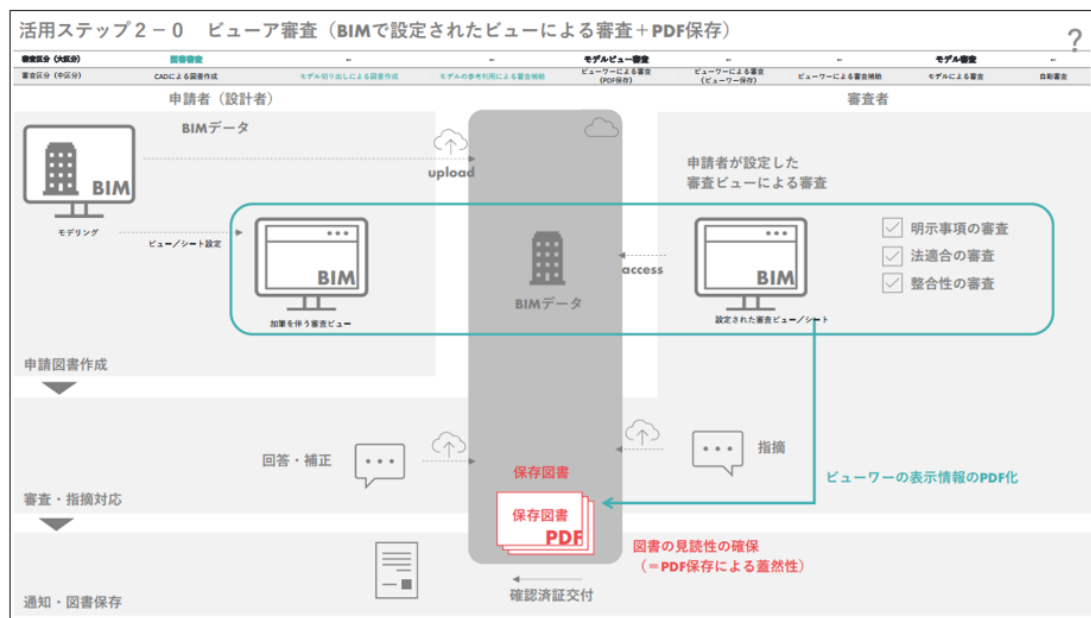 活用ステップ２－０　ビューア審査（BIMで設定されたビューによる審査＋PDF保存）
?
審査区分（大区分） 図書審査 ← ← モデルビュー審査 ← ← モデル審査 ←
審査区分（中区分） CADによる図書作成 モデル切り出しによる図書作成 モデルの参考利用による審査補助 ビューワーによる審査 ビューワーによる審査 ビューワーによる審査補助 モデルによる審査 自動審査
（PDF保存） （ビューワー保存）
申請者（設計者）
審査者
BIMデータ
BIM
upload
モデリング
ビュー／シート設定
申請者が設定した
審査ビューによる審査
BIM
加筆を伴う審査ビュー
BIMデータ
access
BIM
設定された審査ビュー／シート
明示事項の審査
法適合の審査
整合性の審査
申請図書作成
回答・補正
指摘
保存図書
保存図書
PDF
ビューワーの表示情報のPDF化
審査・指摘対応
図書の見読性の確保
（＝PDF保存による蓋然性）
確認済証交付
通知・図書保存